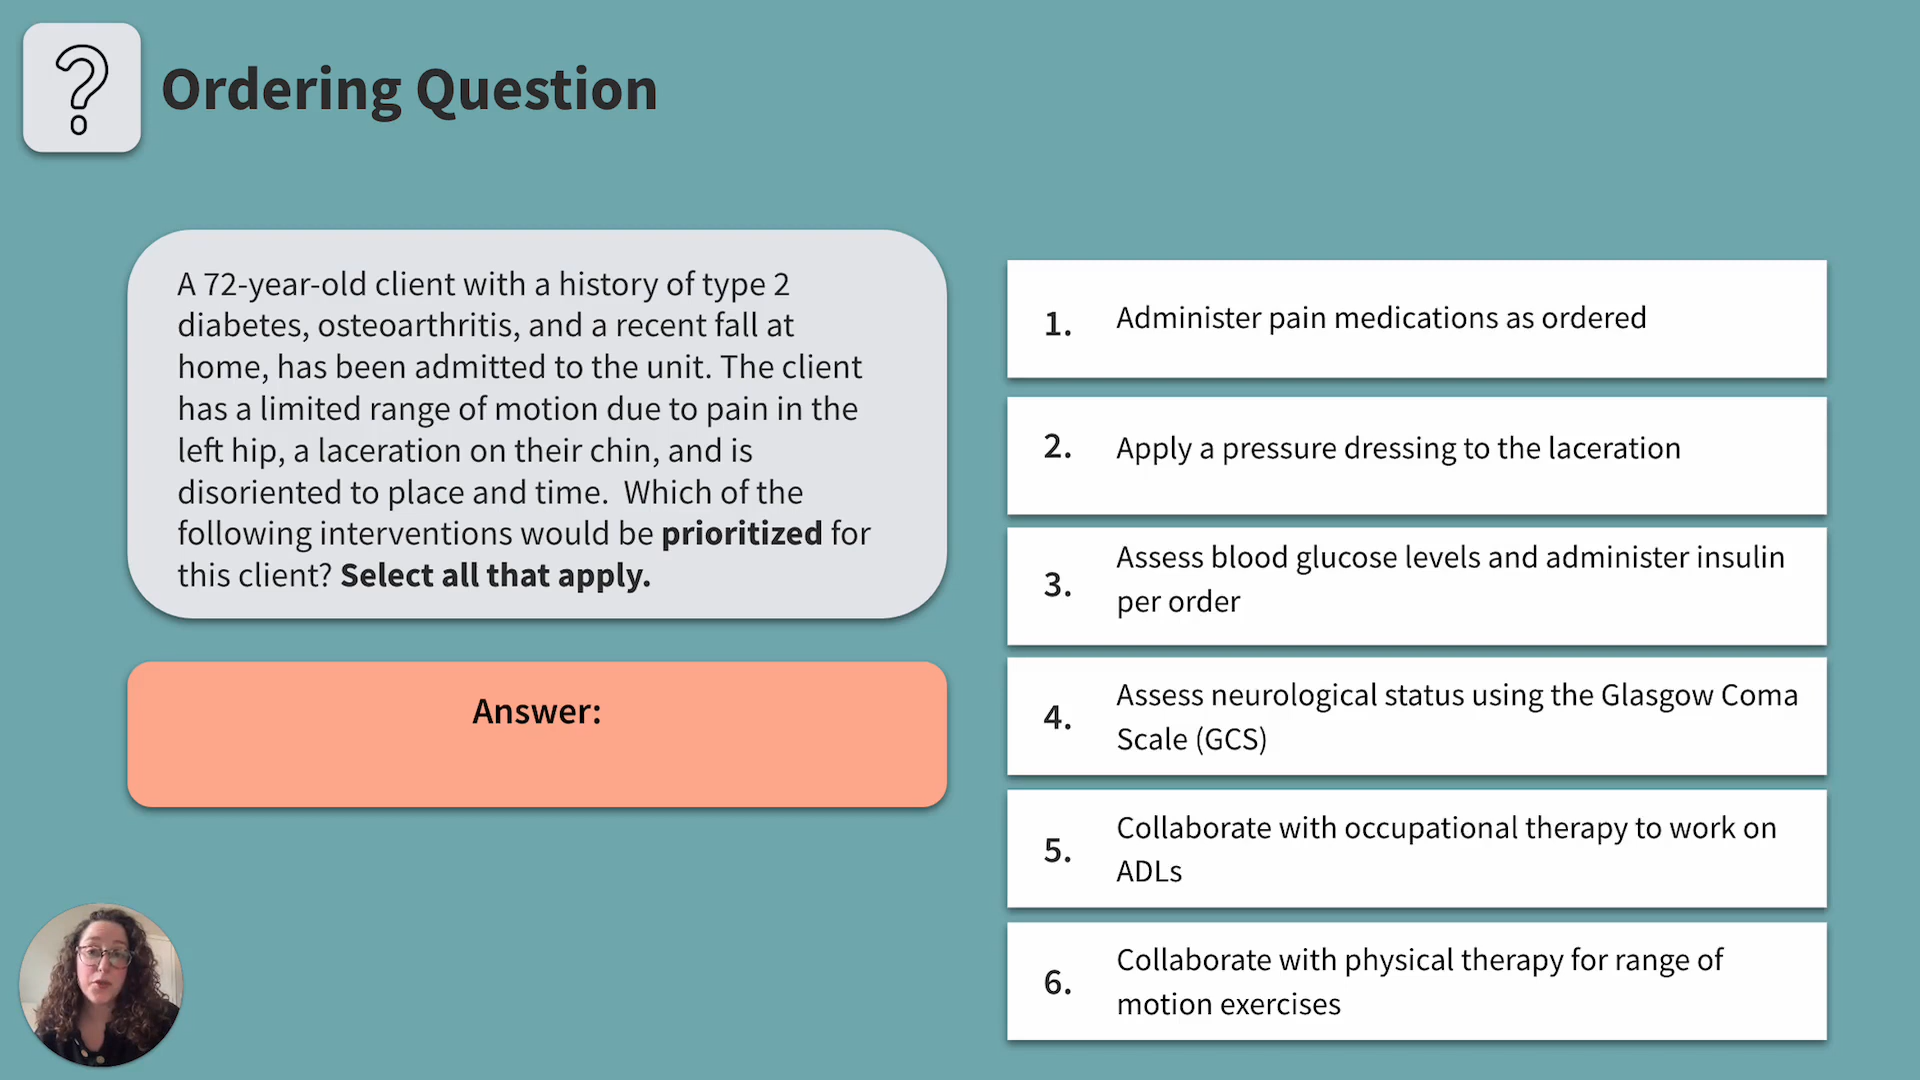 Ordering Question
A 72-year-old client with a history of type 2
diabetes, osteoarthritis, and a recent fall at
home, has been admitted to the unit. The client
has a limited range of motion due to pain in the
left hip, a laceration on their chin, and is
disoriented to place and time.  Which of the
following interventions would be prioritized for
this client? Select all that apply.
Answer:
1. Administer pain medications as ordered
2. Apply a pressure dressing to the laceration
3. Assess blood glucose levels and administer insulin
per order
4. Assess neurological status using the Glasgow Coma
Scale (GCS)
5. Collaborate with occupational therapy to work on
ADLs
6. Collaborate with physical therapy for range of
motion exercises